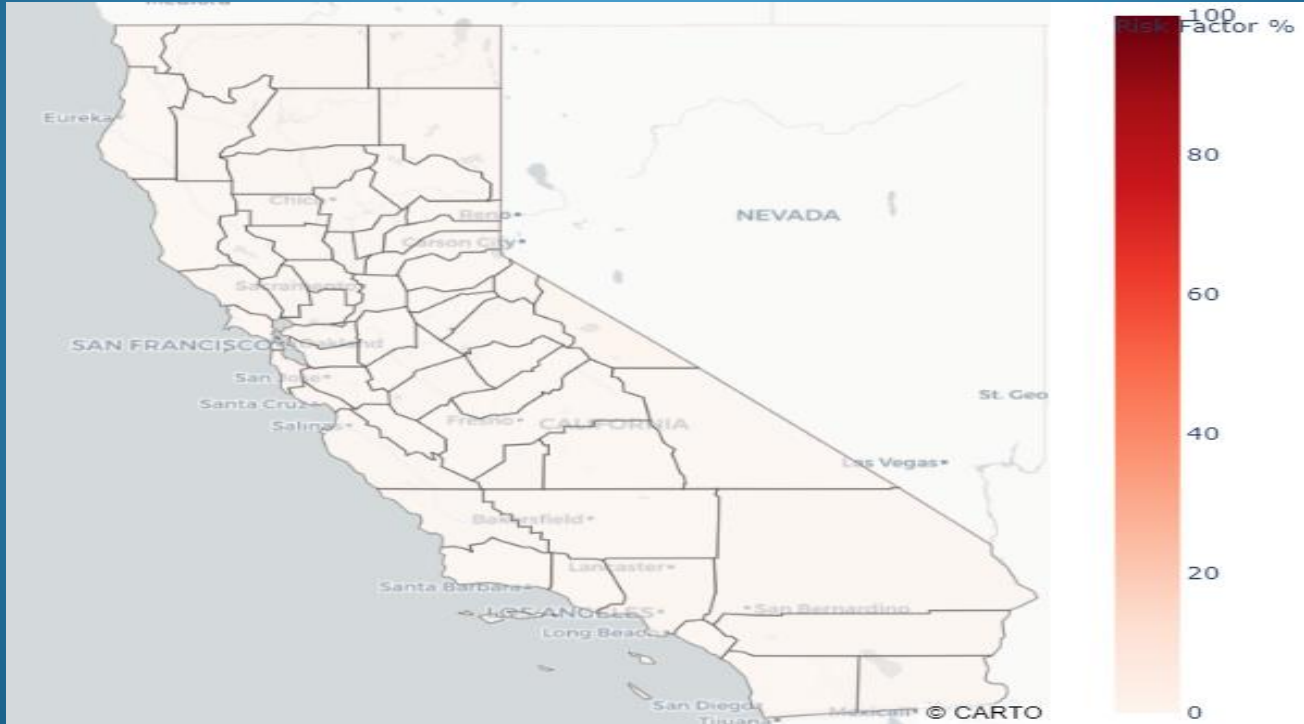 Medford
100
Risk Factor %
Eureka
80
Chico
Reno
NEVADA
Carson City
Sacramento
60
SAN FRANCISCO
Oakland
San Jose
St. Geo
Santa Cruz
Salinas
Fresno
CALIFORNIA
40
Las Vegas
Bakersfield
Lancaster
20
Santa Barbara
San Bernardino
LOS ANGELES
Long Beach
San Diego
Mexicali
© CARTO
0
Tijuana